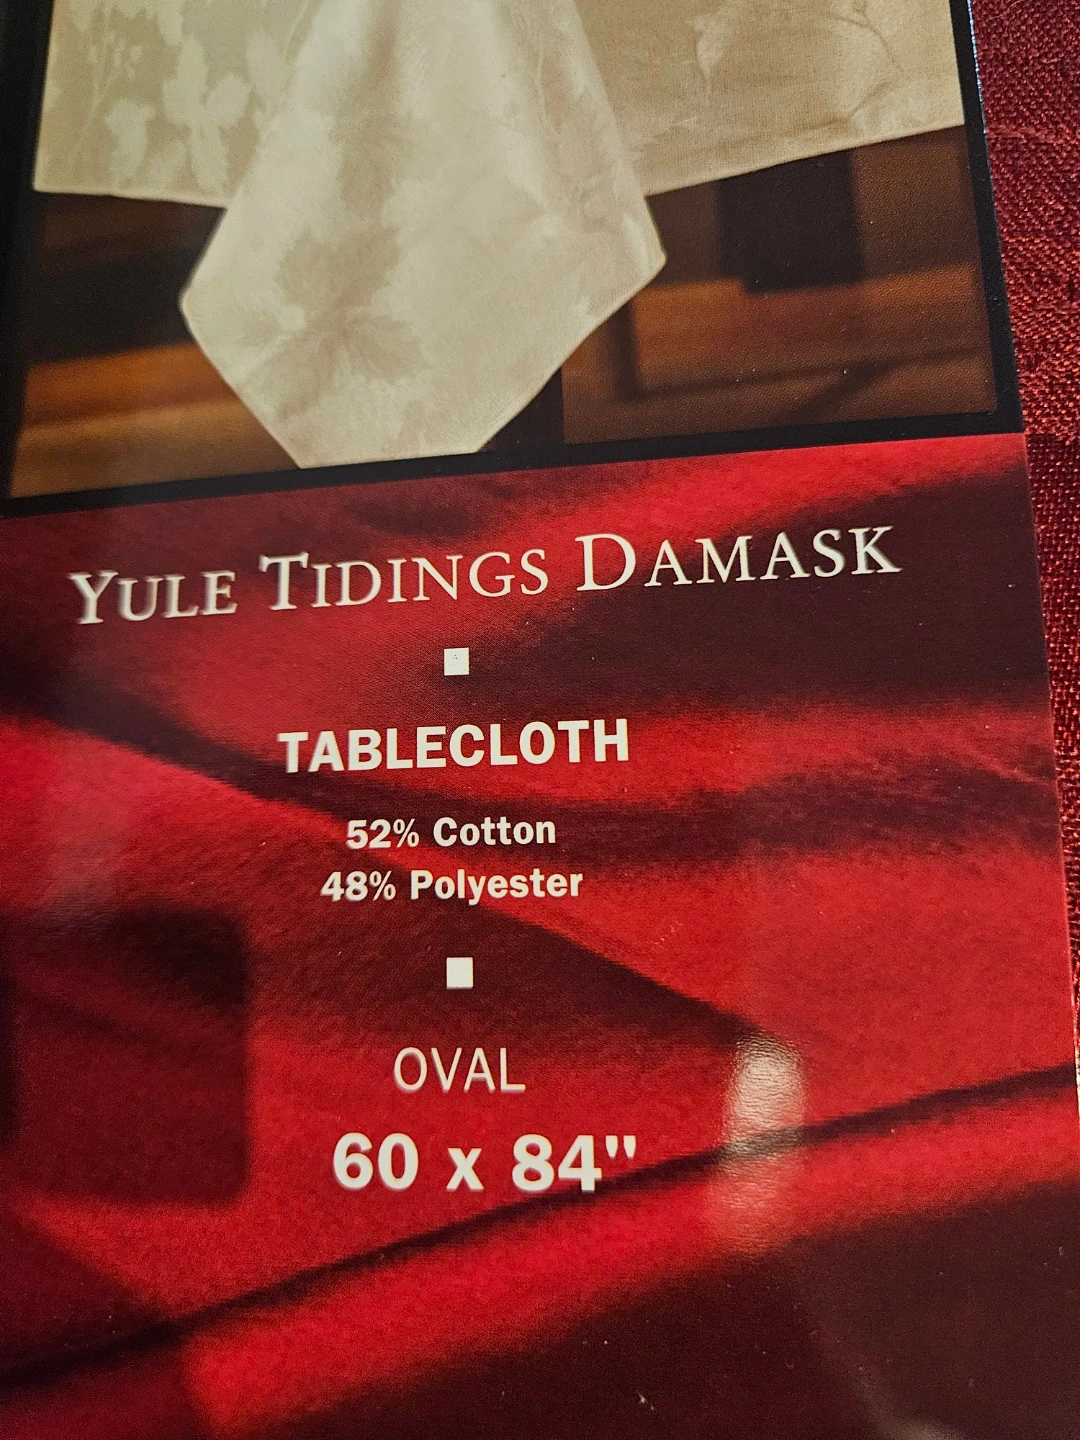 YULE TIDINGS DAMASK
TABLECLOTH
52% Cotton
48% Polyester
OVAL
60 x 84"